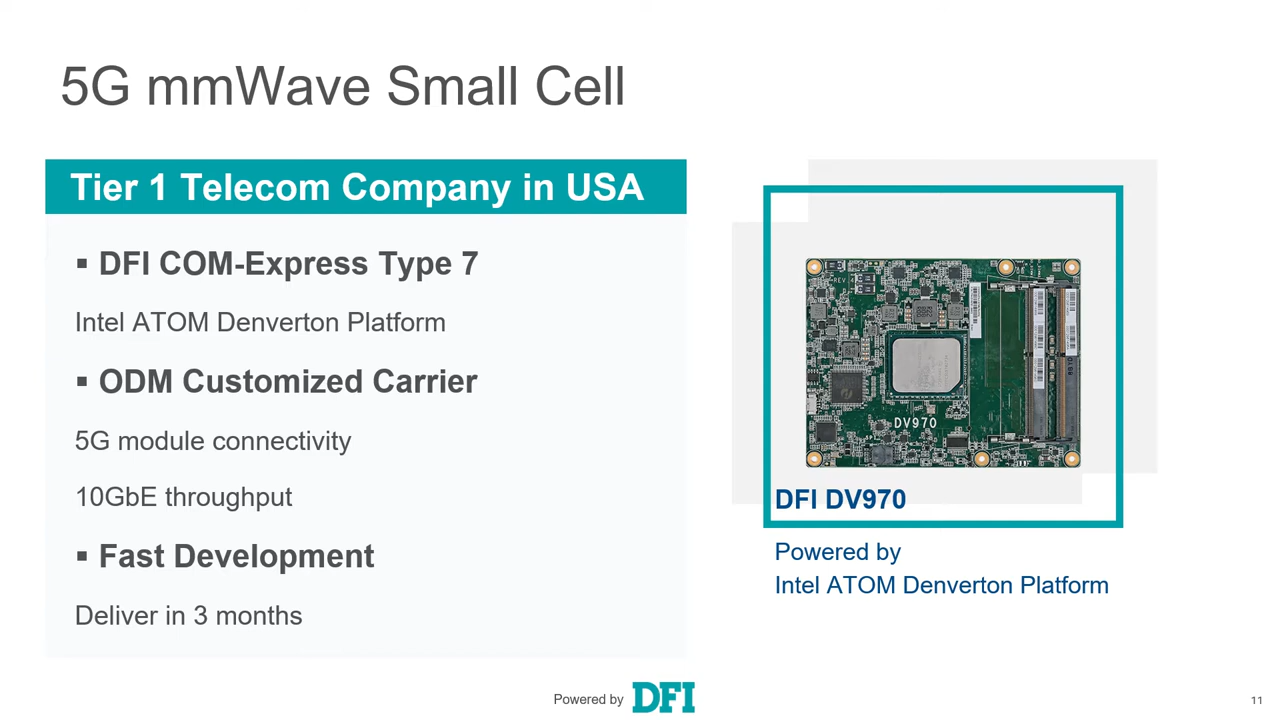 5G mmWave Small Cell
Tier 1 Telecom Company in USA
▪ DFI COM-Express Type 7
Intel ATOM Denverton Platform
▪ ODM Customized Carrier
5G module connectivity
10GbE throughput
▪ Fast Development
Deliver in 3 months
REV
DV970
DFI DV970
Powered by
Intel ATOM Denverton Platform
Powered by DFI
11